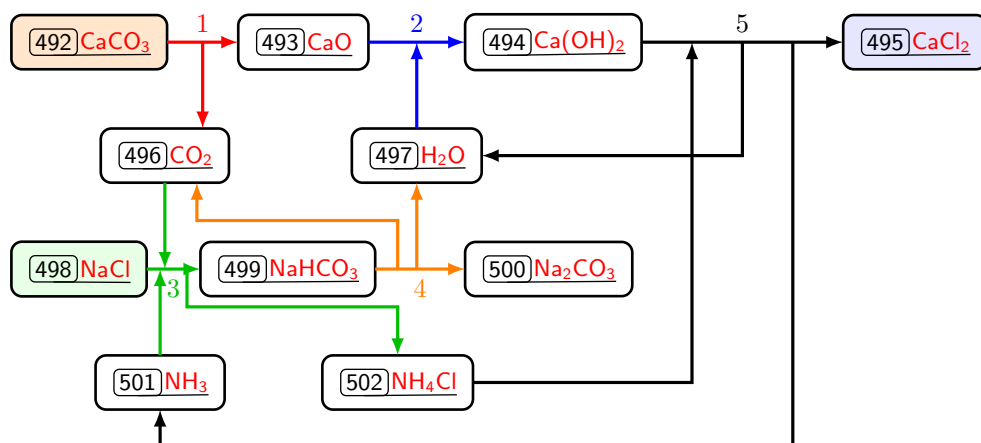 1 2 5
492 CaCO₃ 493 CaO 494 Ca(OH)₂ 495 CaCl₂
496 CO₂ 497 H₂O
498 NaCl 499 NaHCO₃ 500 Na₂CO₃
3 4
501 NH₃ 502 NH₄Cl